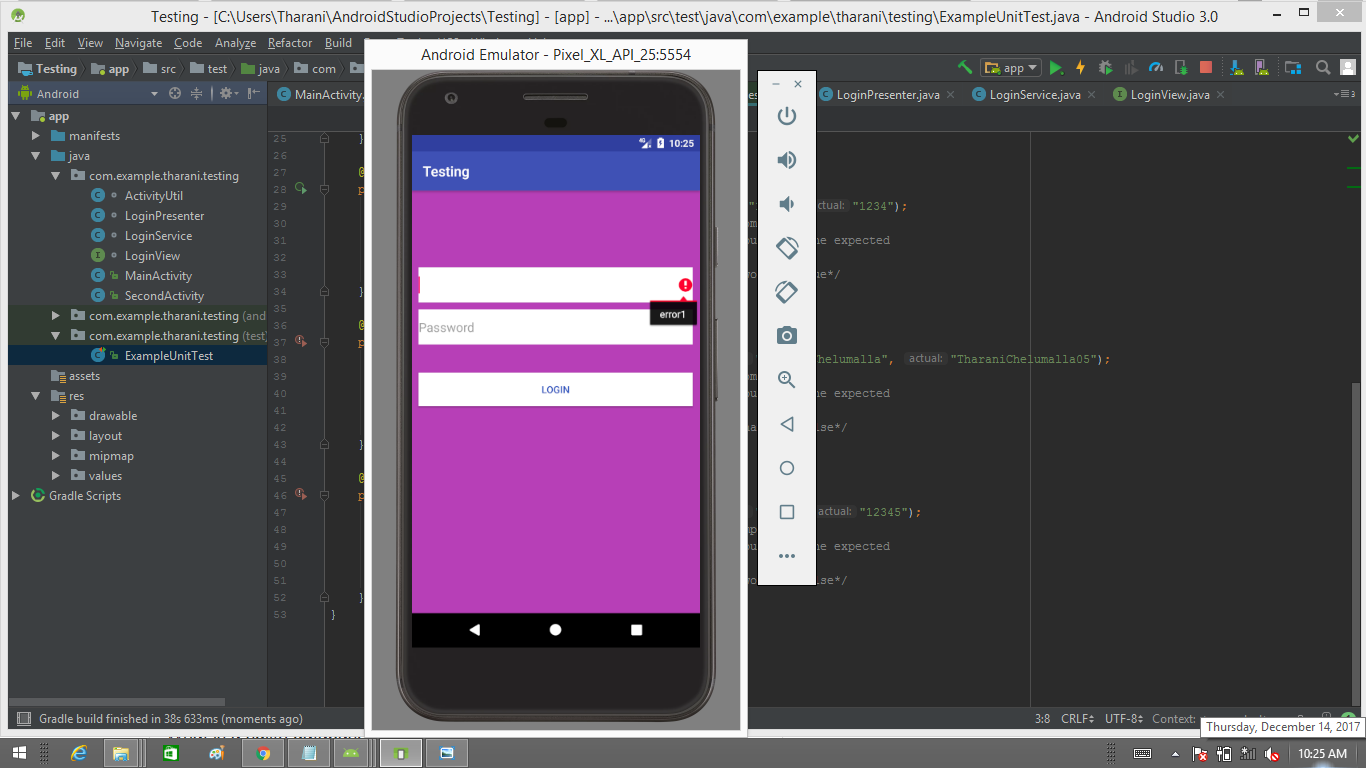 Testing - [C:\Users\Tharani\AndroidStudioProjects\Testing] - [app] - ...\app\src\test\java\com\example\tharani\testing\ExampleUnitTest.java - Android Studio 3.0
File Edit View Navigate Code Analyze Refactor Build
Android Emulator - Pixel_XL_API_25:5554
Testing app src test java com
app
Android
MainActivity.
LoginPresenter.java
LoginService.java
LoginView.java
app
manifests
java
com.example.tharani.testing
ActivityUtil
LoginPresenter
LoginService
LoginView
MainActivity
SecondActivity
com.example.tharani.testing (and
com.example.tharani.testing (test
ExampleUnitTest
assets
res
drawable
layout
mipmap
values
Gradle Scripts
25 }
26
27 @
28 p
29 actual: "1234");
30
31 expected
32
33
34 }
35
36 @
37 p
38 Chelumalla", actual: "TharaniChelumalla05");
39
40 expected
41
42
43 }
44
45 @
46 p
47 actual: "12345");
48
49 expected
50
51
52 }
53 }
10:25
Testing
error1
Password
LOGIN
Gradle build finished in 38s 633ms (moments ago)
3:8 CRLF UTF-8 Context:
Thursday, December 14, 2017
10:25 AM